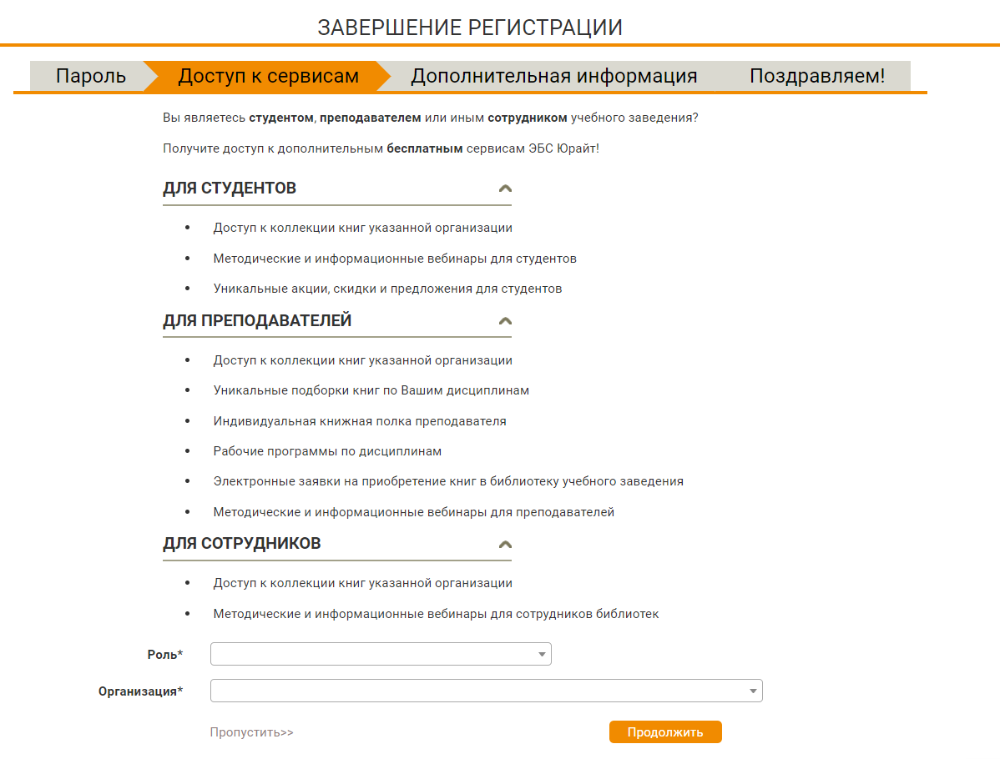 ЗАВЕРШЕНИЕ РЕГИСТРАЦИИ
Пароль Доступ к сервисам Дополнительная информация Поздравляем!
Вы являетесь студентом, преподавателем или иным сотрудником учебного заведения?
Получите доступ к дополнительным бесплатным сервисам ЭБС Юрайт!
ДЛЯ СТУДЕНТОВ
• Доступ к коллекции книг указанной организации
• Методические и информационные вебинары для студентов
• Уникальные акции, скидки и предложения для студентов
ДЛЯ ПРЕПОДАВАТЕЛЕЙ
• Доступ к коллекции книг указанной организации
• Уникальные подборки книг по Вашим дисциплинам
• Индивидуальная книжная полка преподавателя
• Рабочие программы по дисциплинам
• Электронные заявки на приобретение книг в библиотеку учебного заведения
• Методические и информационные вебинары для преподавателей
ДЛЯ СОТРУДНИКОВ
• Доступ к коллекции книг указанной организации
• Методические и информационные вебинары для сотрудников библиотек
Роль*
Организация*
Пропустить>> Продолжить